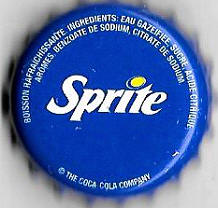 BOISSON RAFRAICHISSANTE. INGREDIENTS: EAU GAZEIFIEE, SUCRE, ACIDE CITRIQUE,
AROMES, BENZOATE DE SODIUM, CITRATE DE SODIUM
Sprite
© THE COCA-COLA COMPANY